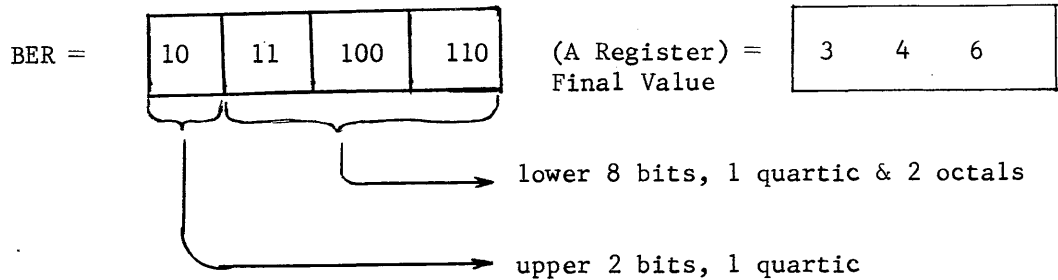 BER = 10 11 100 110 (A Register) = 3 4 6
Final Value
lower 8 bits, 1 quartic & 2 octals
upper 2 bits, 1 quartic